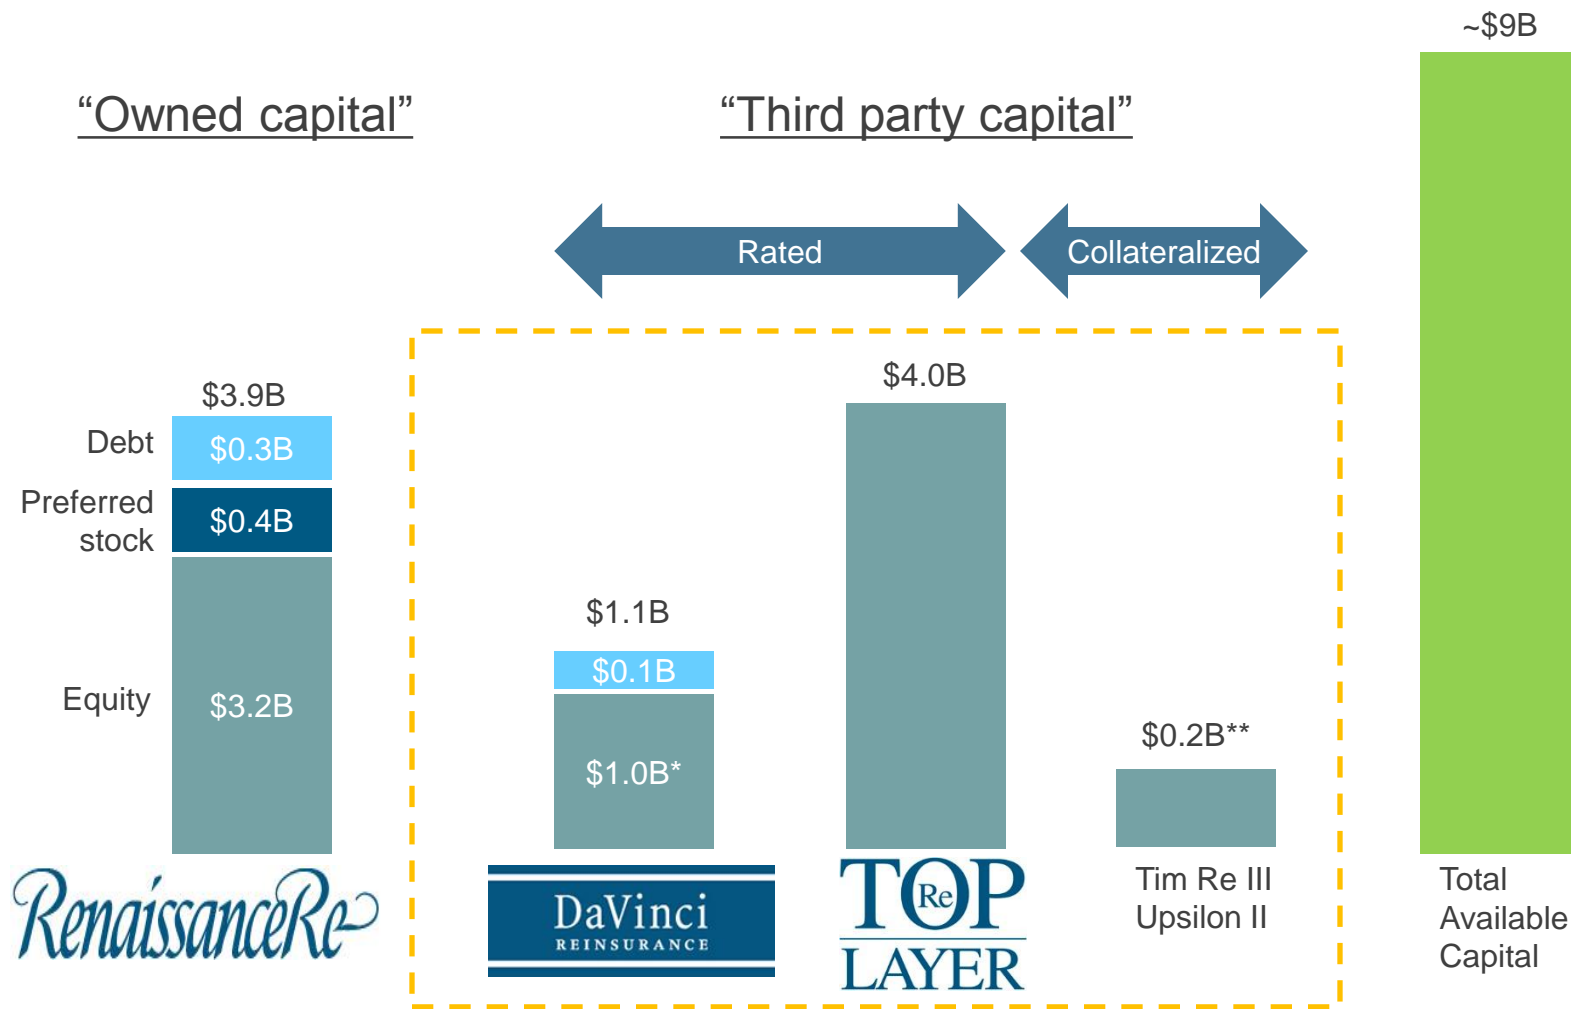 ~$9B
“Owned capital”
“Third party capital”
Rated
Collateralized
$3.9B
Debt
$0.3B
Preferred
stock
$0.4B
Equity
$3.2B
$1.1B
$0.1B
$1.0B*
$4.0B
$0.2B**
RenaissanceRe
DaVinci
REINSURANCE
TOP
Re
LAYER
Tim Re III
Upsilon II
Total
Available
Capital